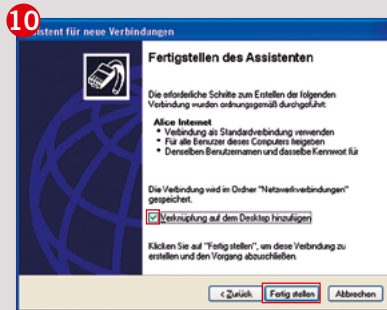 10
istent für neue Verbindungen
Fertigstellen des Assistenten
Die erforderliche Schritte zum Erstellen der folgenden
Verbindung wurden ordnungsgemäß durchgeführt:
Alice Internet
* Verbindung als Standardverbindung verwenden
* Für alle Benutzer dieses Computers freigeben
* Denselben Benutzernamen und dasselbe Kennwort für
Die Verbindung wird im Ordner "Netzwerkverbindungen"
gespeichert.
Verknüpfung auf dem Desktop hinzufügen
Klicken Sie auf "Fertig stellen", um diese Verbindung zu
erstellen und den Vorgang abzuschließen.
< Zurück Fertig stellen Abbrechen